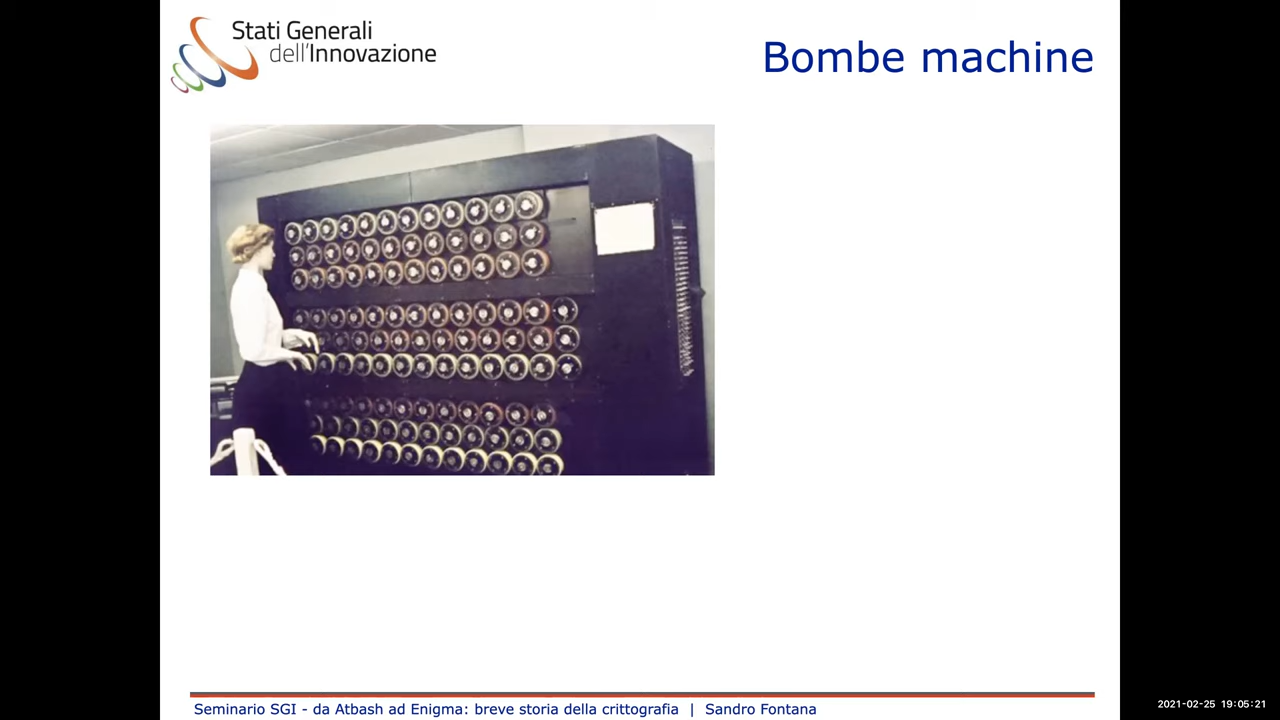 Stati Generali
dell'Innovazione
Bombe machine
Seminario SGI - da Atbash ad Enigma: breve storia della crittografia | Sandro Fontana
2021-02-25 19:05:21